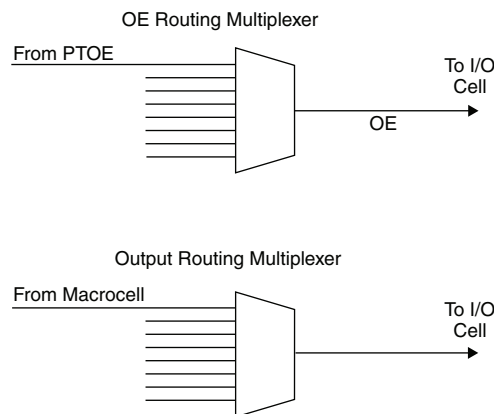 OE Routing Multiplexer
From PTOE
To I/O
Cell
OE
Output Routing Multiplexer
From Macrocell
To I/O
Cell